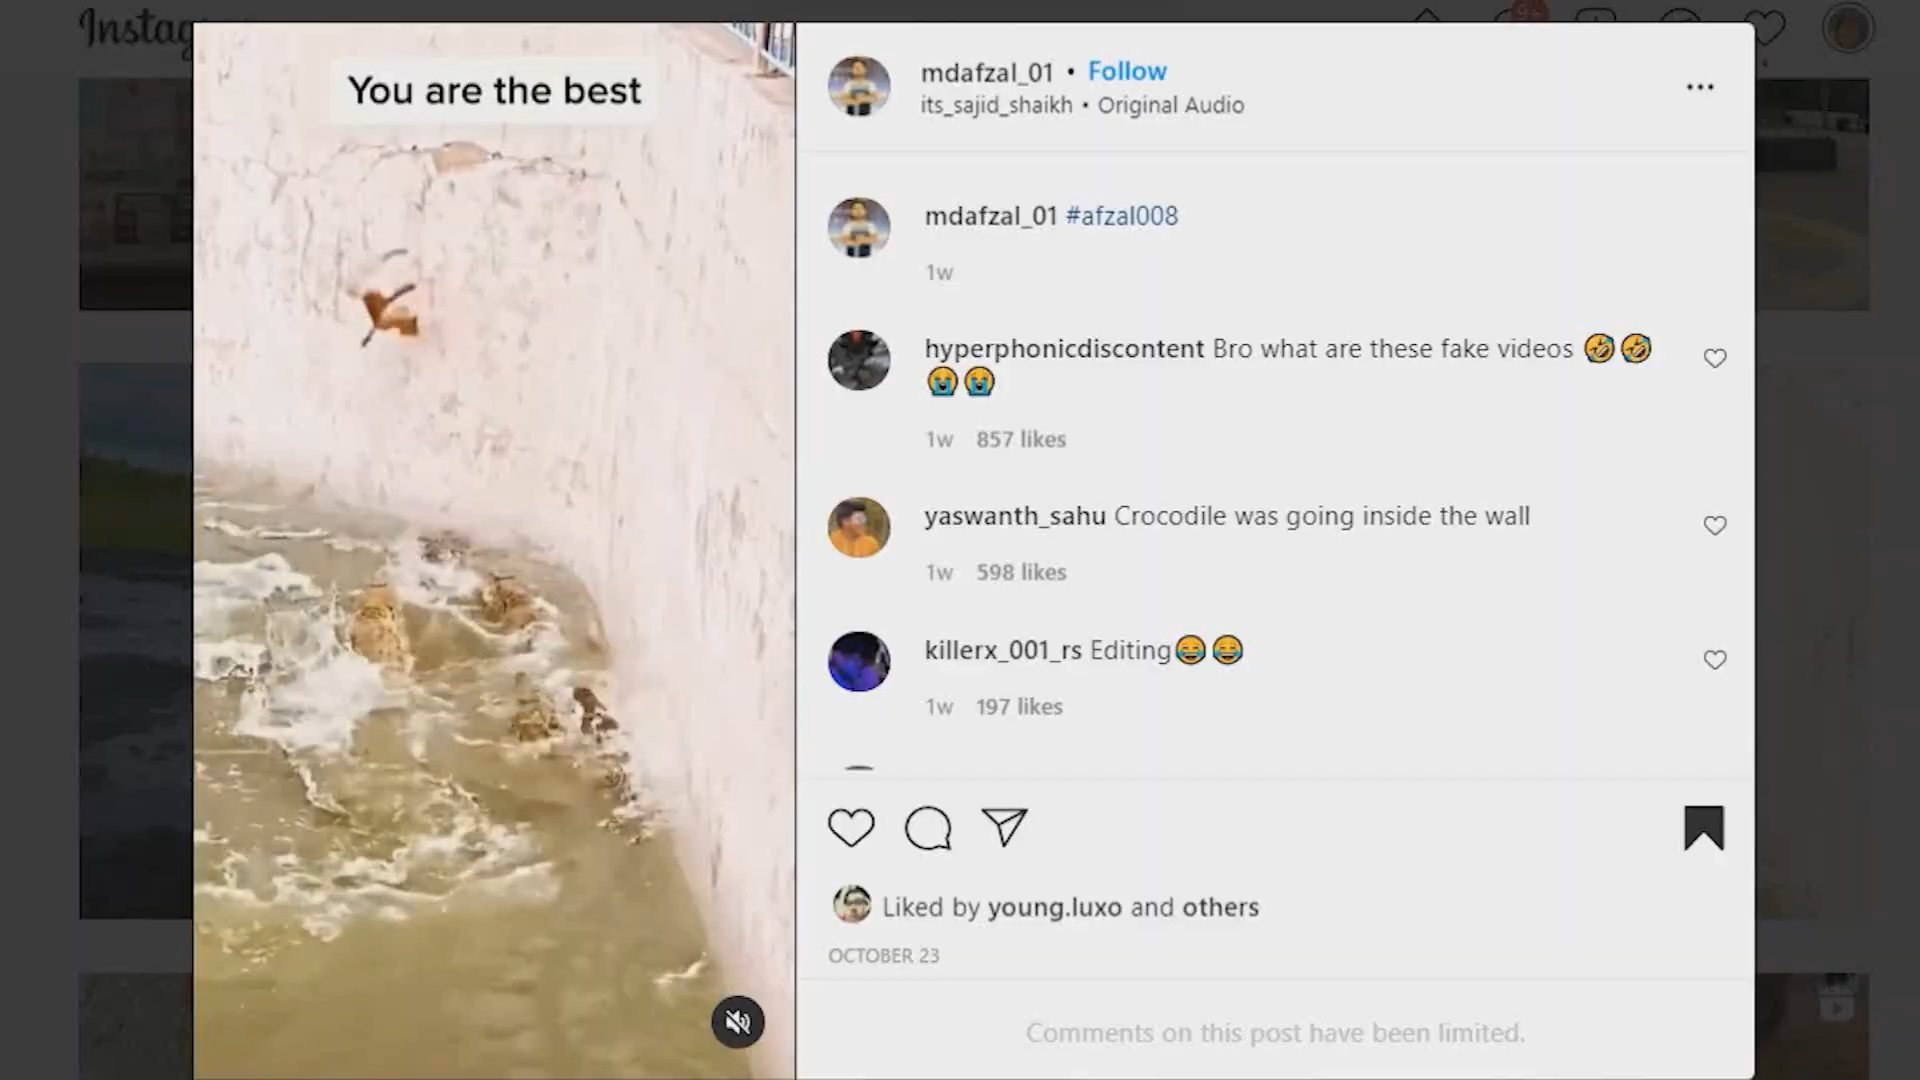 Instag
9+
You are the best
mdafzal_01 • Follow
its_sajid_shaikh • Original Audio
mdafzal_01 #afzal008
1w
hyperphonicdiscontent Bro what are these fake videos 🤣🤣
😭😭
1w 857 likes
yaswanth_sahu Crocodile was going inside the wall
1w 598 likes
killerx_001_rs Editing😂😂
1w 197 likes
Liked by young.luxo and others
OCTOBER 23
Comments on this post have been limited.